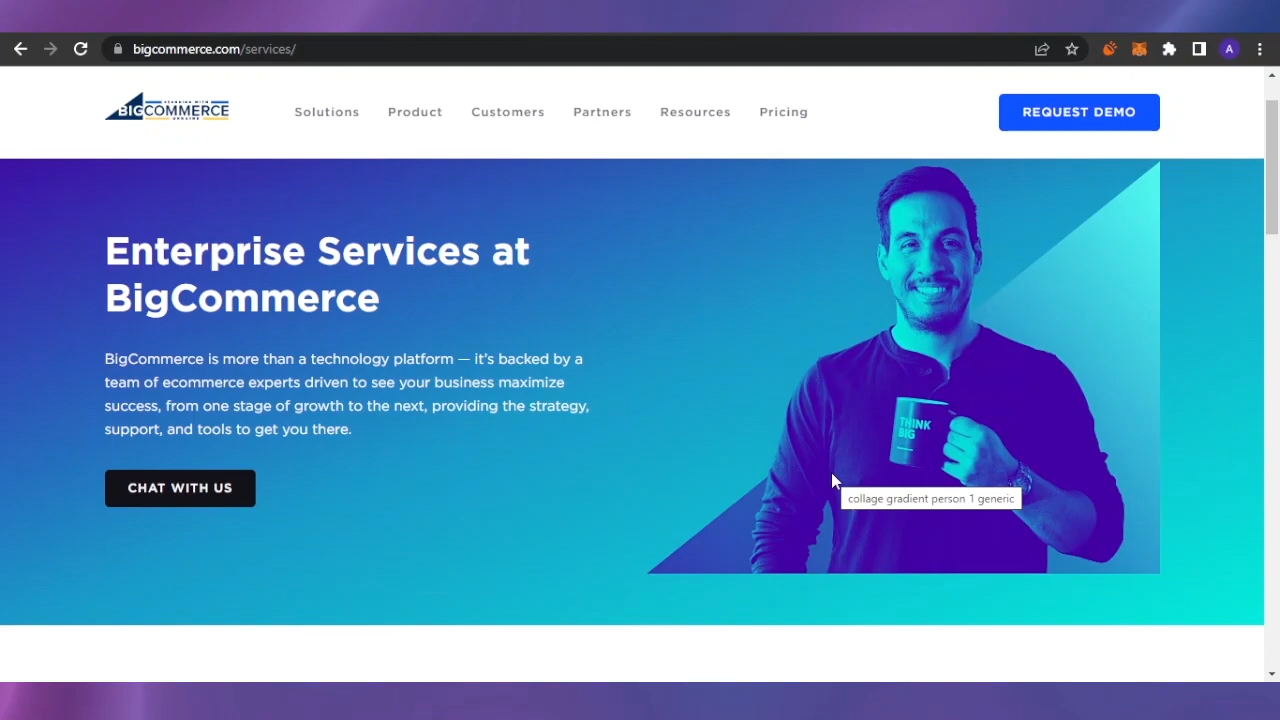 bigcommerce.com/services/
A
BIGCOMMERCE
UKRAINE
Solutions
Product
Customers
Partners
Resources
Pricing
REQUEST DEMO
Enterprise Services at
BigCommerce
BigCommerce is more than a technology platform — it's backed by a
team of ecommerce experts driven to see your business maximize
success, from one stage of growth to the next, providing the strategy,
support, and tools to get you there.
CHAT WITH US
THINK
BIG
collage gradient person 1 generic